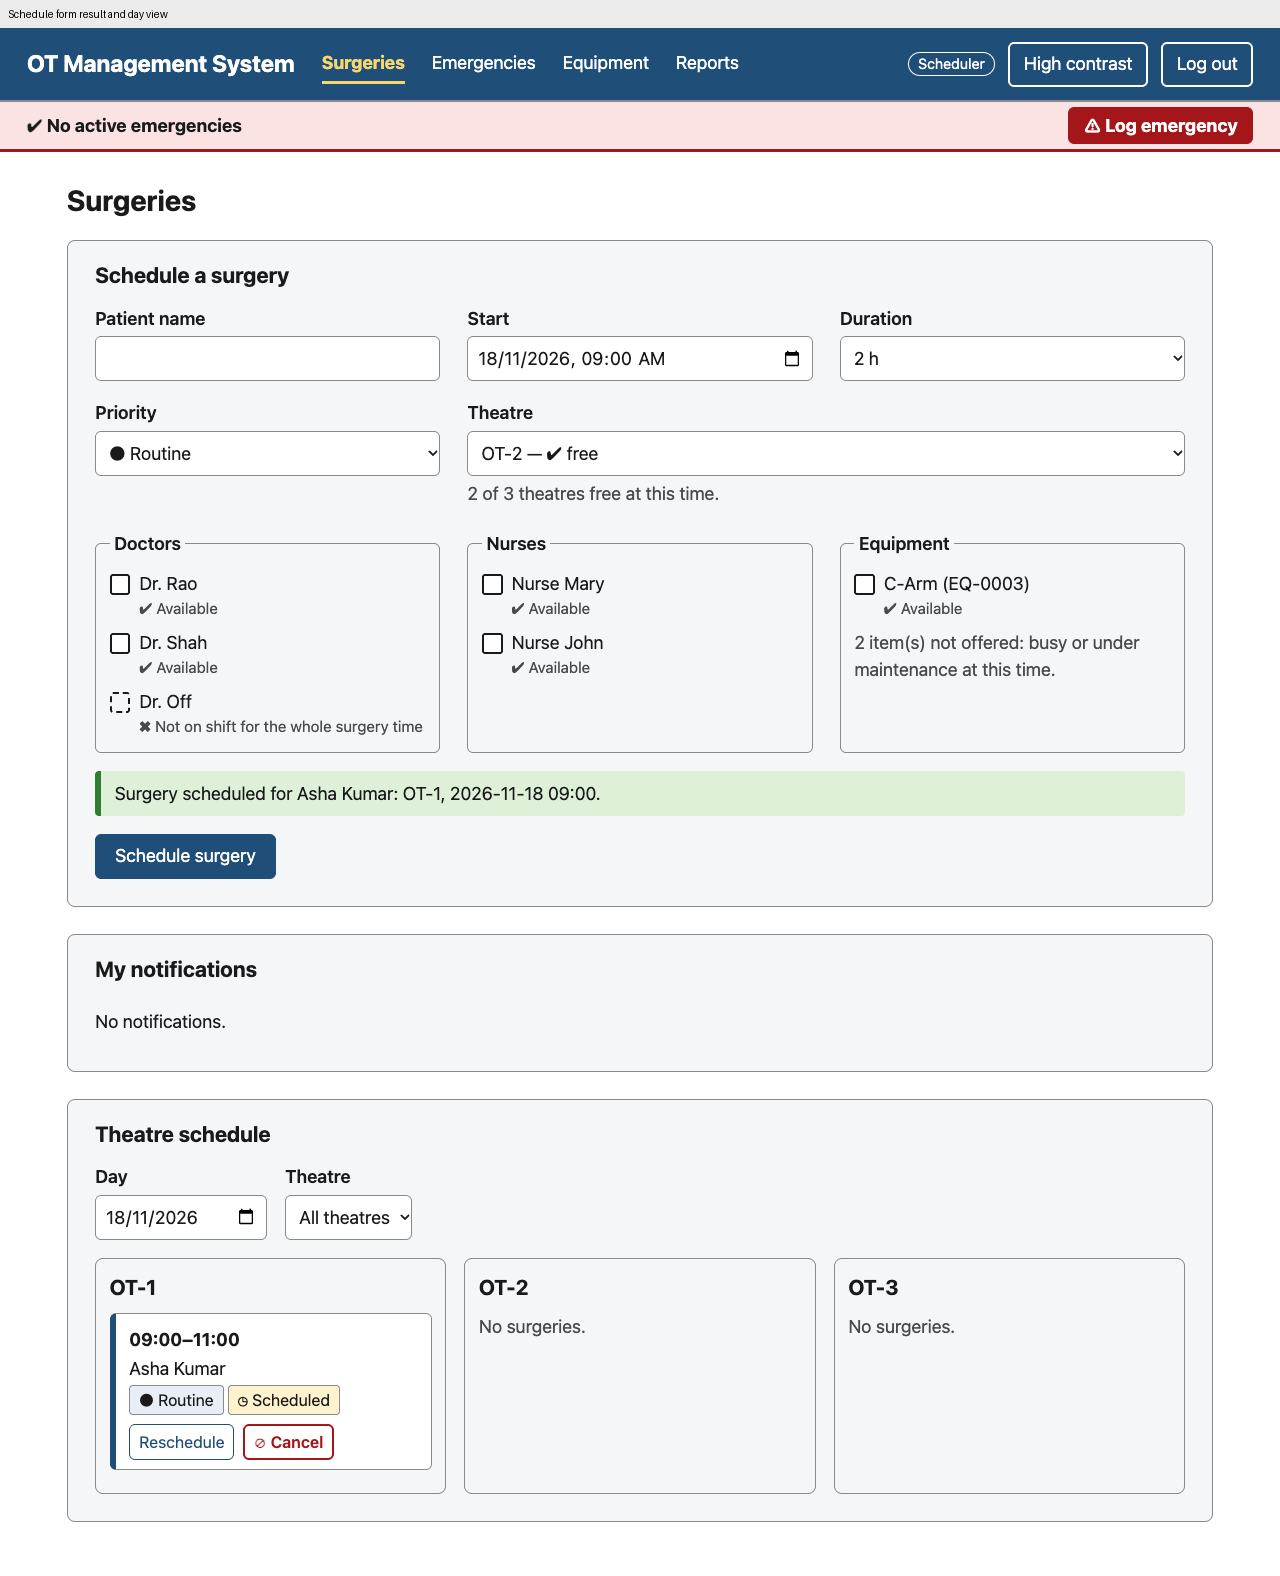 Schedule form result and day view
OT Management System Surgeries Emergencies Equipment Reports Scheduler High contrast Log out
✔ No active emergencies ⚠ Log emergency
Surgeries
Schedule a surgery
Patient name Start Duration
18/11/2026, 09:00 AM 2 h
Priority Theatre
● Routine OT-2 — ✔ free
2 of 3 theatres free at this time.
Doctors Nurses Equipment
Dr. Rao Nurse Mary C-Arm (EQ-0003)
✔ Available ✔ Available ✔ Available
Dr. Shah Nurse John 2 item(s) not offered: busy or under
✔ Available ✔ Available maintenance at this time.
Dr. Off
✖ Not on shift for the whole surgery time
Surgery scheduled for Asha Kumar: OT-1, 2026-11-18 09:00.
Schedule surgery
My notifications
No notifications.
Theatre schedule
Day Theatre
18/11/2026 All theatres
OT-1 OT-2 OT-3
09:00–11:00 No surgeries. No surgeries.
Asha Kumar
● Routine ◷ Scheduled
Reschedule ⊘ Cancel